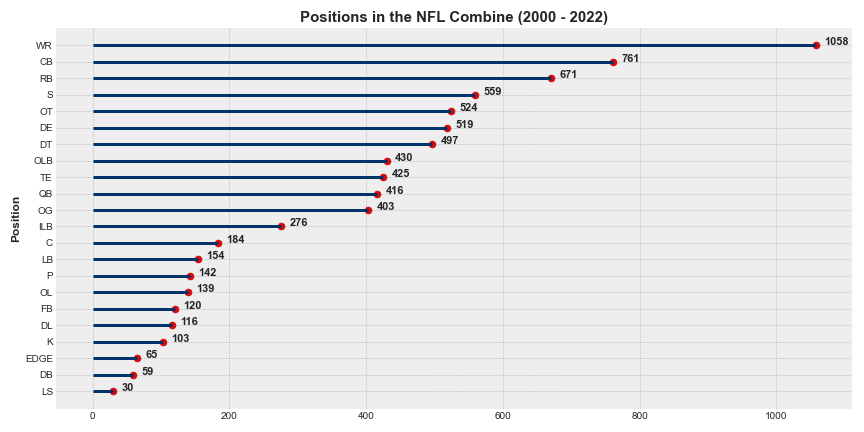 Positions in the NFL Combine (2000 - 2022)
Position
WR 1058
CB 761
RB 671
S 559
OT 524
DE 519
DT 497
OLB 430
TE 425
QB 416
OG 403
ILB 276
C 184
LB 154
P 142
OL 139
FB 120
DL 116
K 103
EDGE 65
DB 59
LS 30
0 200 400 600 800 1000